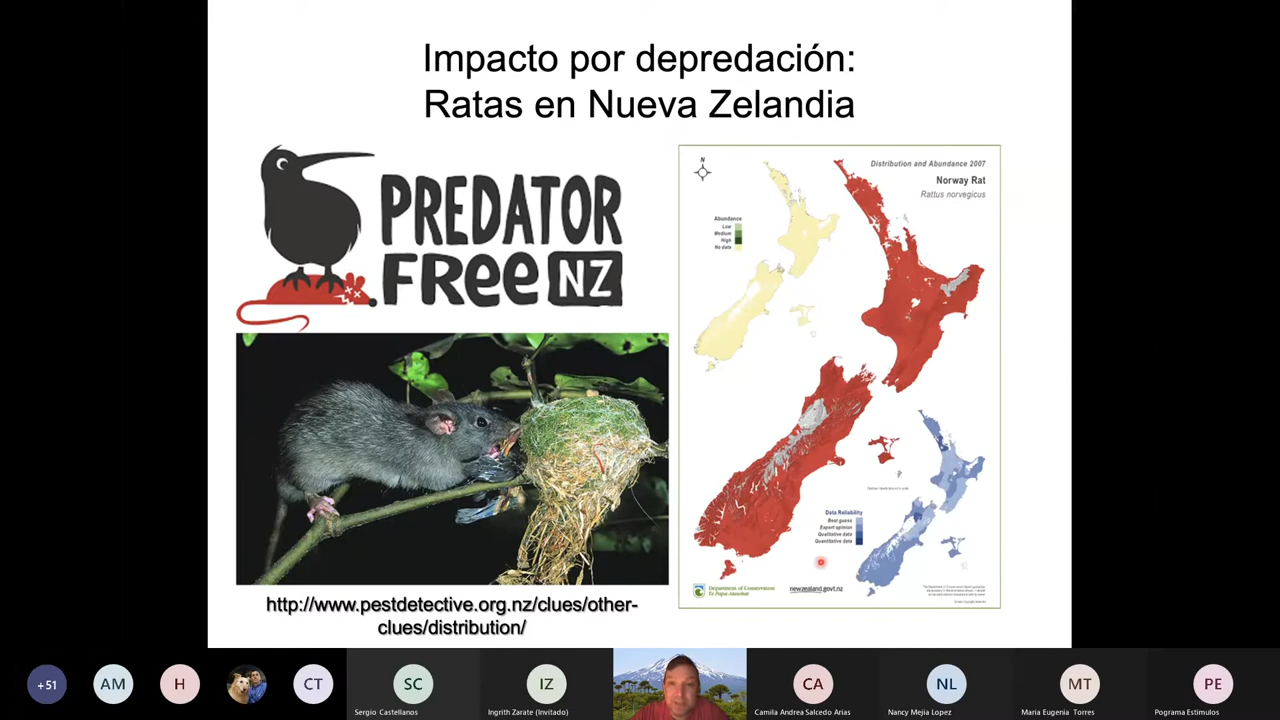 Impacto por depredación:
Ratas en Nueva Zelandia
PREDATOR
FREE NZ
http://www.pestdetective.org.nz/clues/other-
clues/distribution/
N
Distribution and Abundance 2007
Norway Rat
Rattus norvegicus
Abundance
Low
Medium
High
No data
Data Reliability
Best guess
Expert opinion
Qualitative data
Quantitative data
Department of Conservation
Te Papa Atawhai
newzealand.govt.nz
+51
AM
H
CT
SC
Sergio Castellanos
IZ
Ingrith Zarate (Invitado)
CA
Camila Andrea Salcedo Arias
NL
Nancy Mejia Lopez
MT
Maria Eugenia Torres
PE
Pograma Estimulos